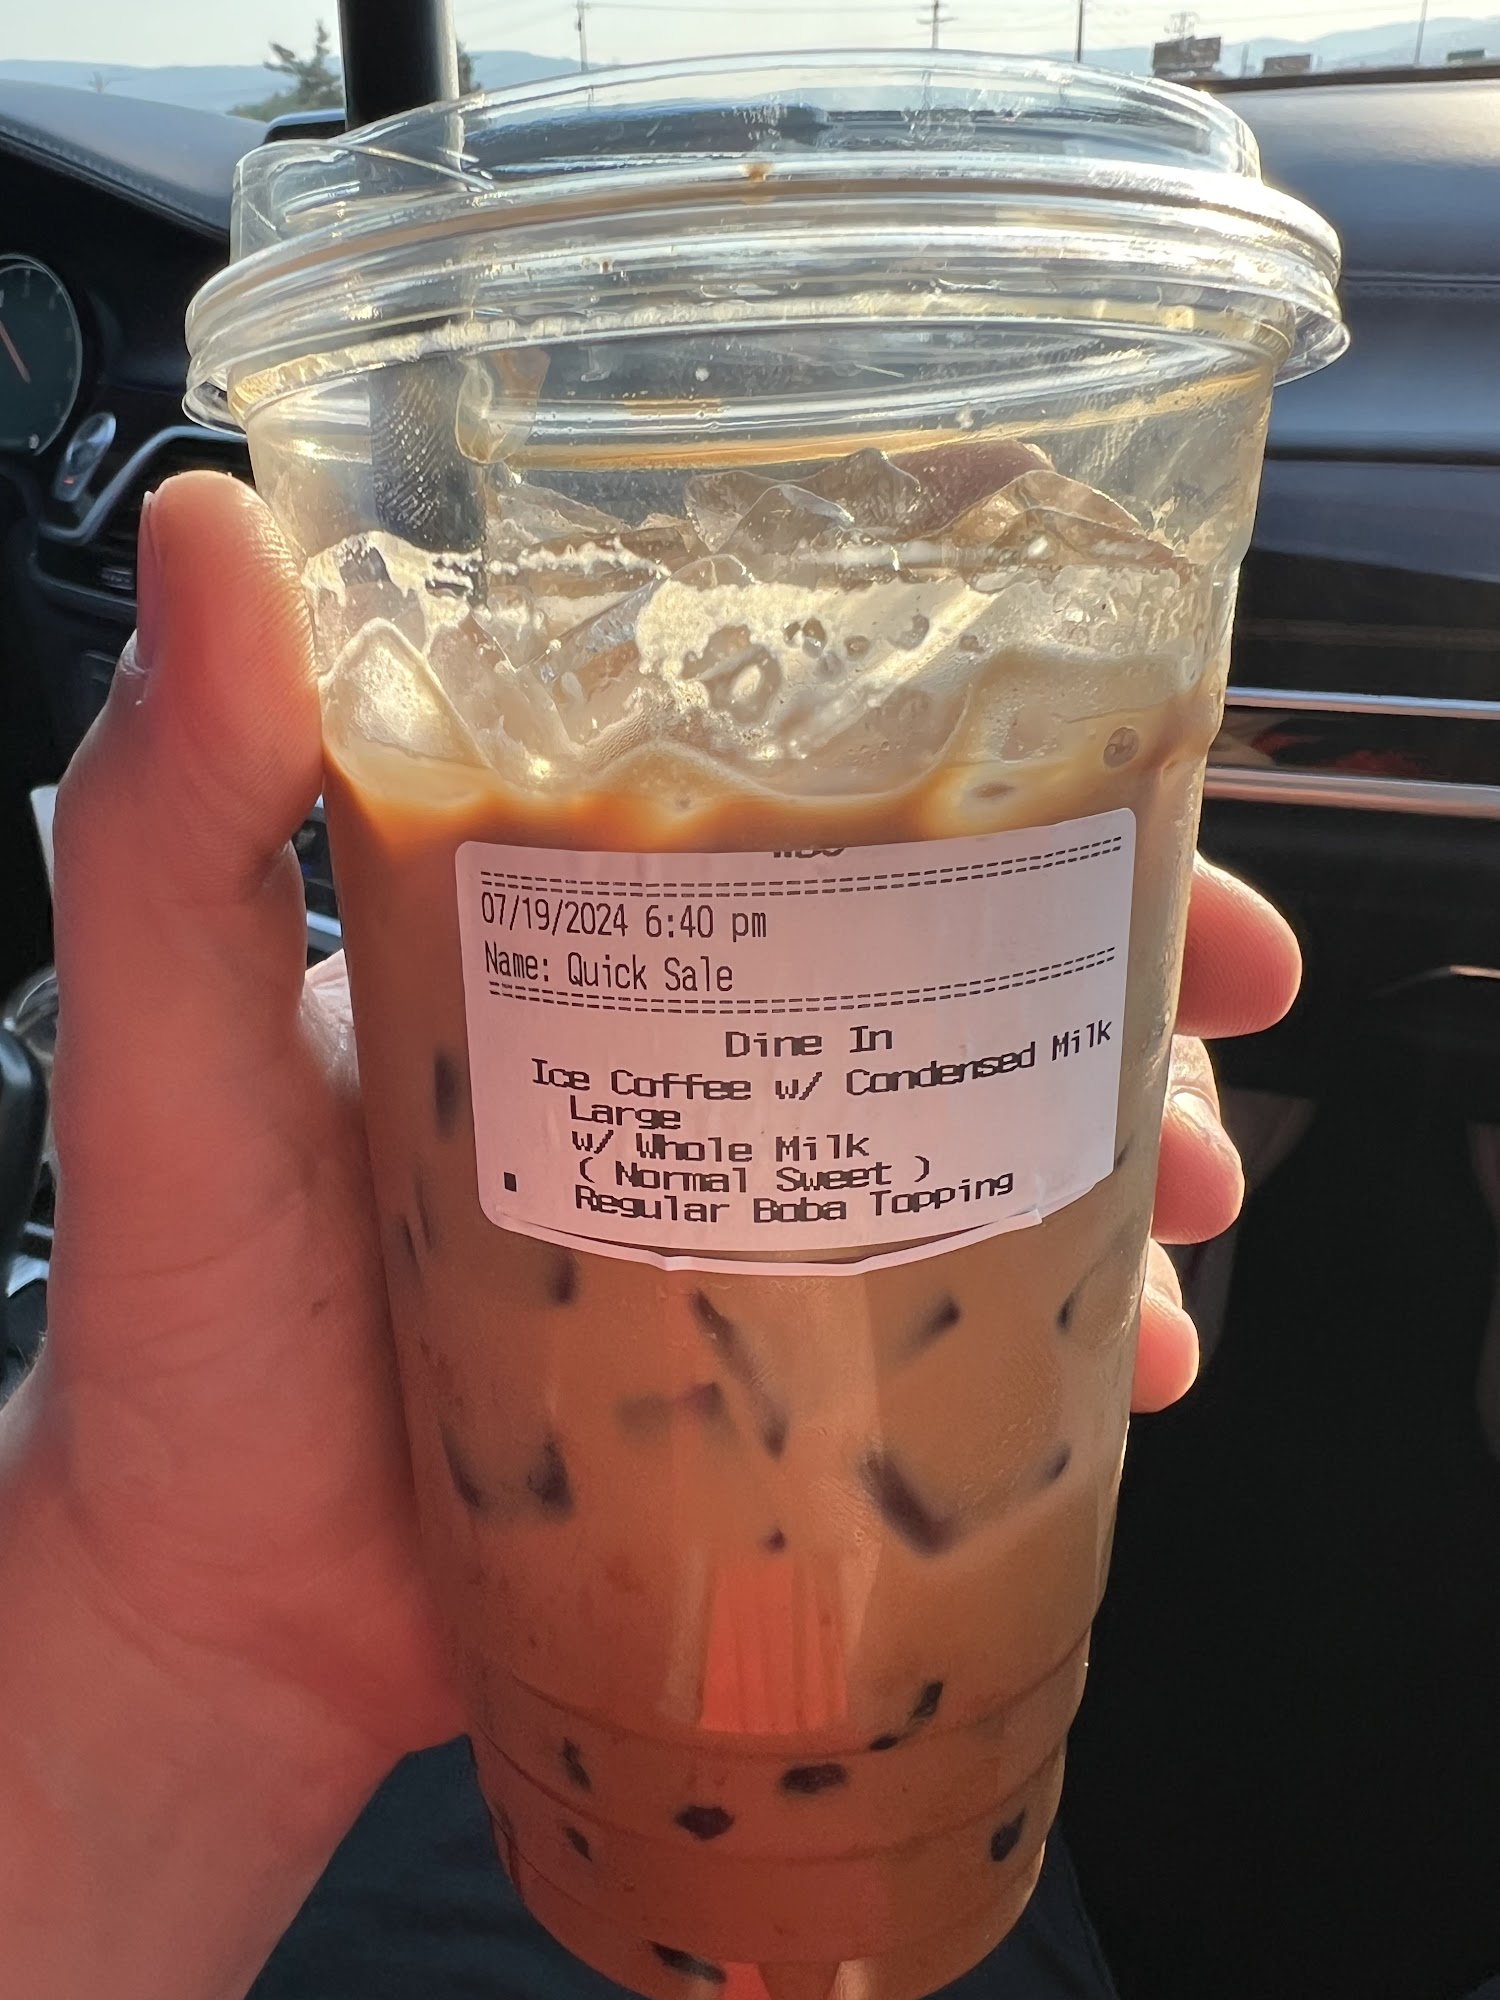 07/19/2024 6:40 pm
Name: Quick Sale
Dine In
Ice Coffee w/ Condensed Milk
Large
w/ Whole Milk
( Normal Sweet )
Regular Boba Topping